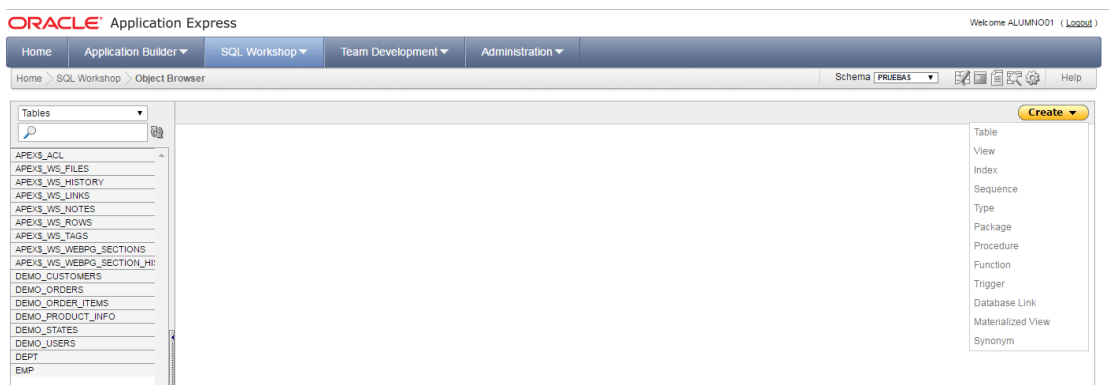 ORACLE Application Express
Welcome ALUMNO01 ( Logout )
Home Application Builder SQL Workshop Team Development Administration
Home SQL Workshop Object Browser
Schema PRUEBAS Help
Tables
Create
APEX$_ACL
APEX$_WS_FILES
APEX$_WS_HISTORY
APEX$_WS_LINKS
APEX$_WS_NOTES
APEX$_WS_ROWS
APEX$_WS_TAGS
APEX$_WS_WEBPG_SECTIONS
APEX$_WS_WEBPG_SECTION_HI
DEMO_CUSTOMERS
DEMO_ORDERS
DEMO_ORDER_ITEMS
DEMO_PRODUCT_INFO
DEMO_STATES
DEMO_USERS
DEPT
EMP
Table
View
Index
Sequence
Type
Package
Procedure
Function
Trigger
Database Link
Materialized View
Synonym